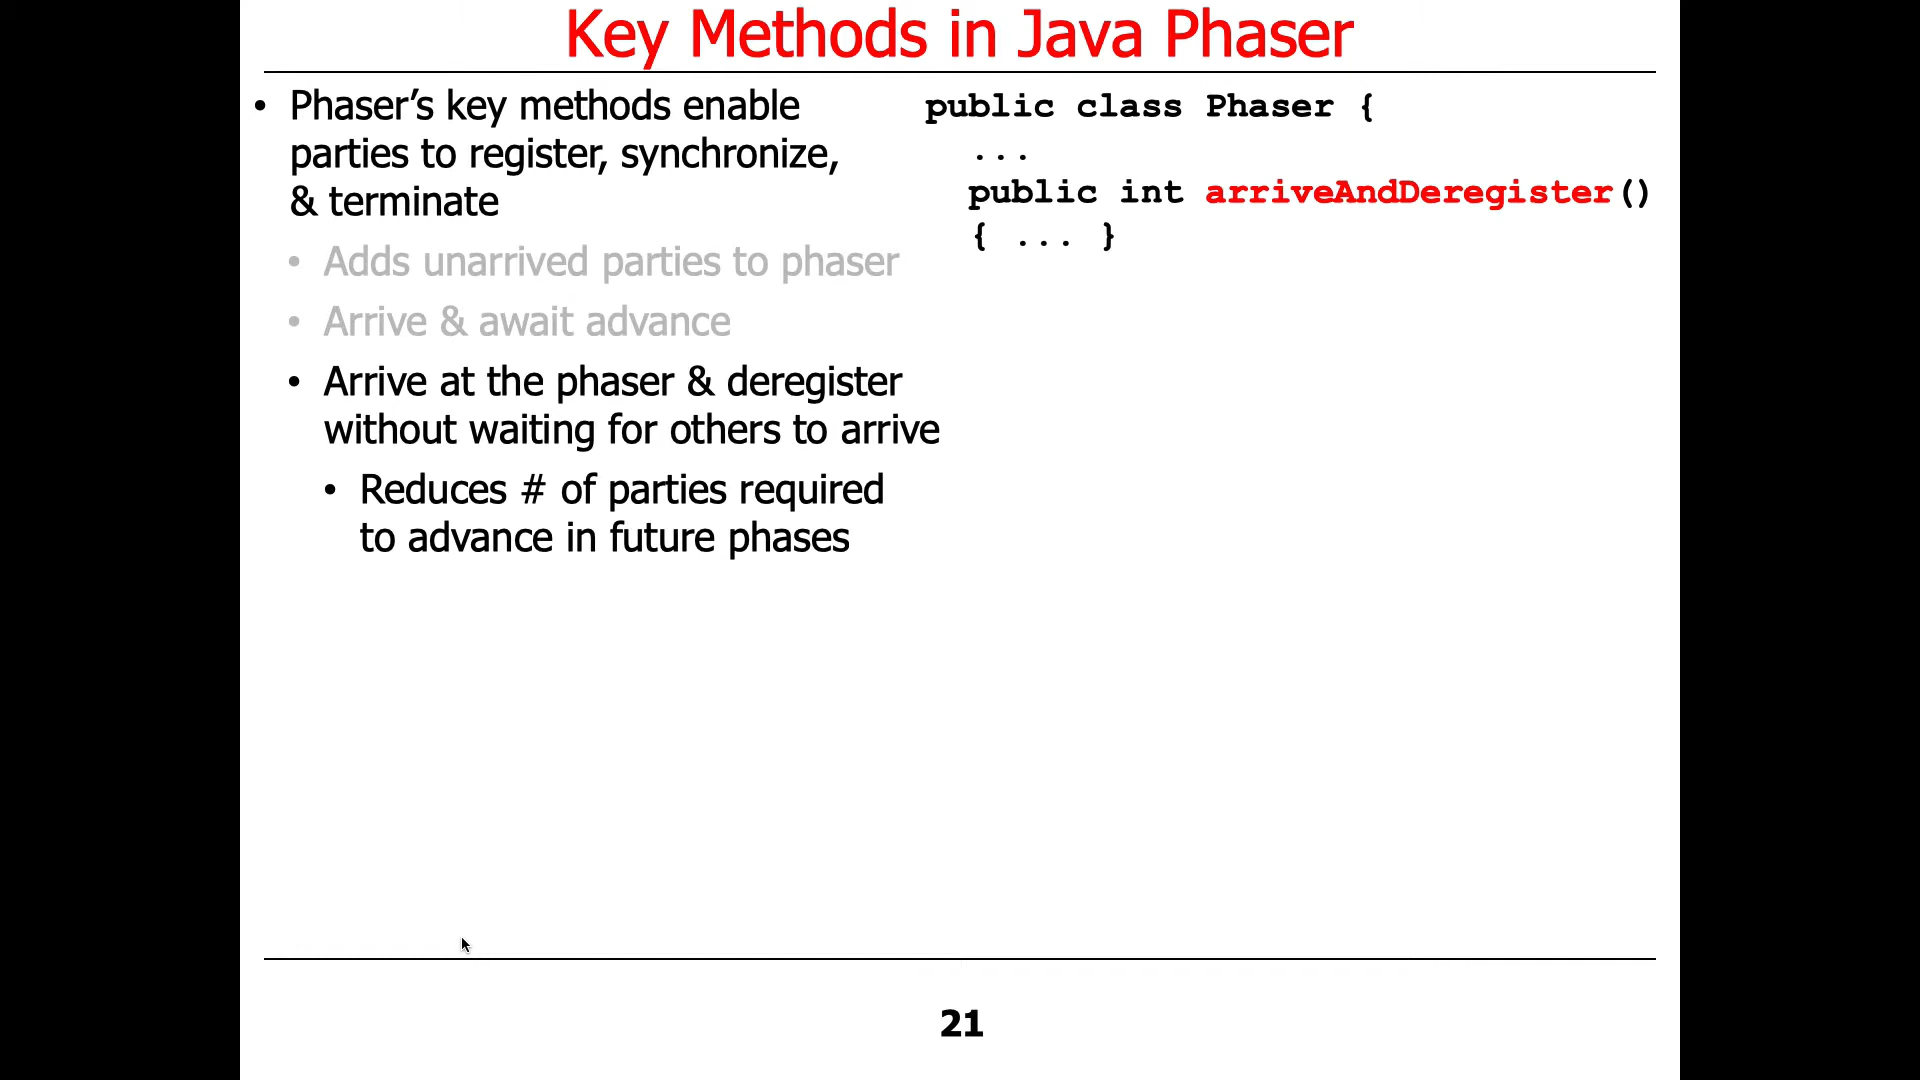 Key Methods in Java Phaser
• Phaser’s key methods enable
parties to register, synchronize,
& terminate
• Adds unarrived parties to phaser
• Arrive & await advance
• Arrive at the phaser & deregister
without waiting for others to arrive
• Reduces # of parties required
to advance in future phases
public class Phaser {
...
public int arriveAndDeregister()
{ ... }
21